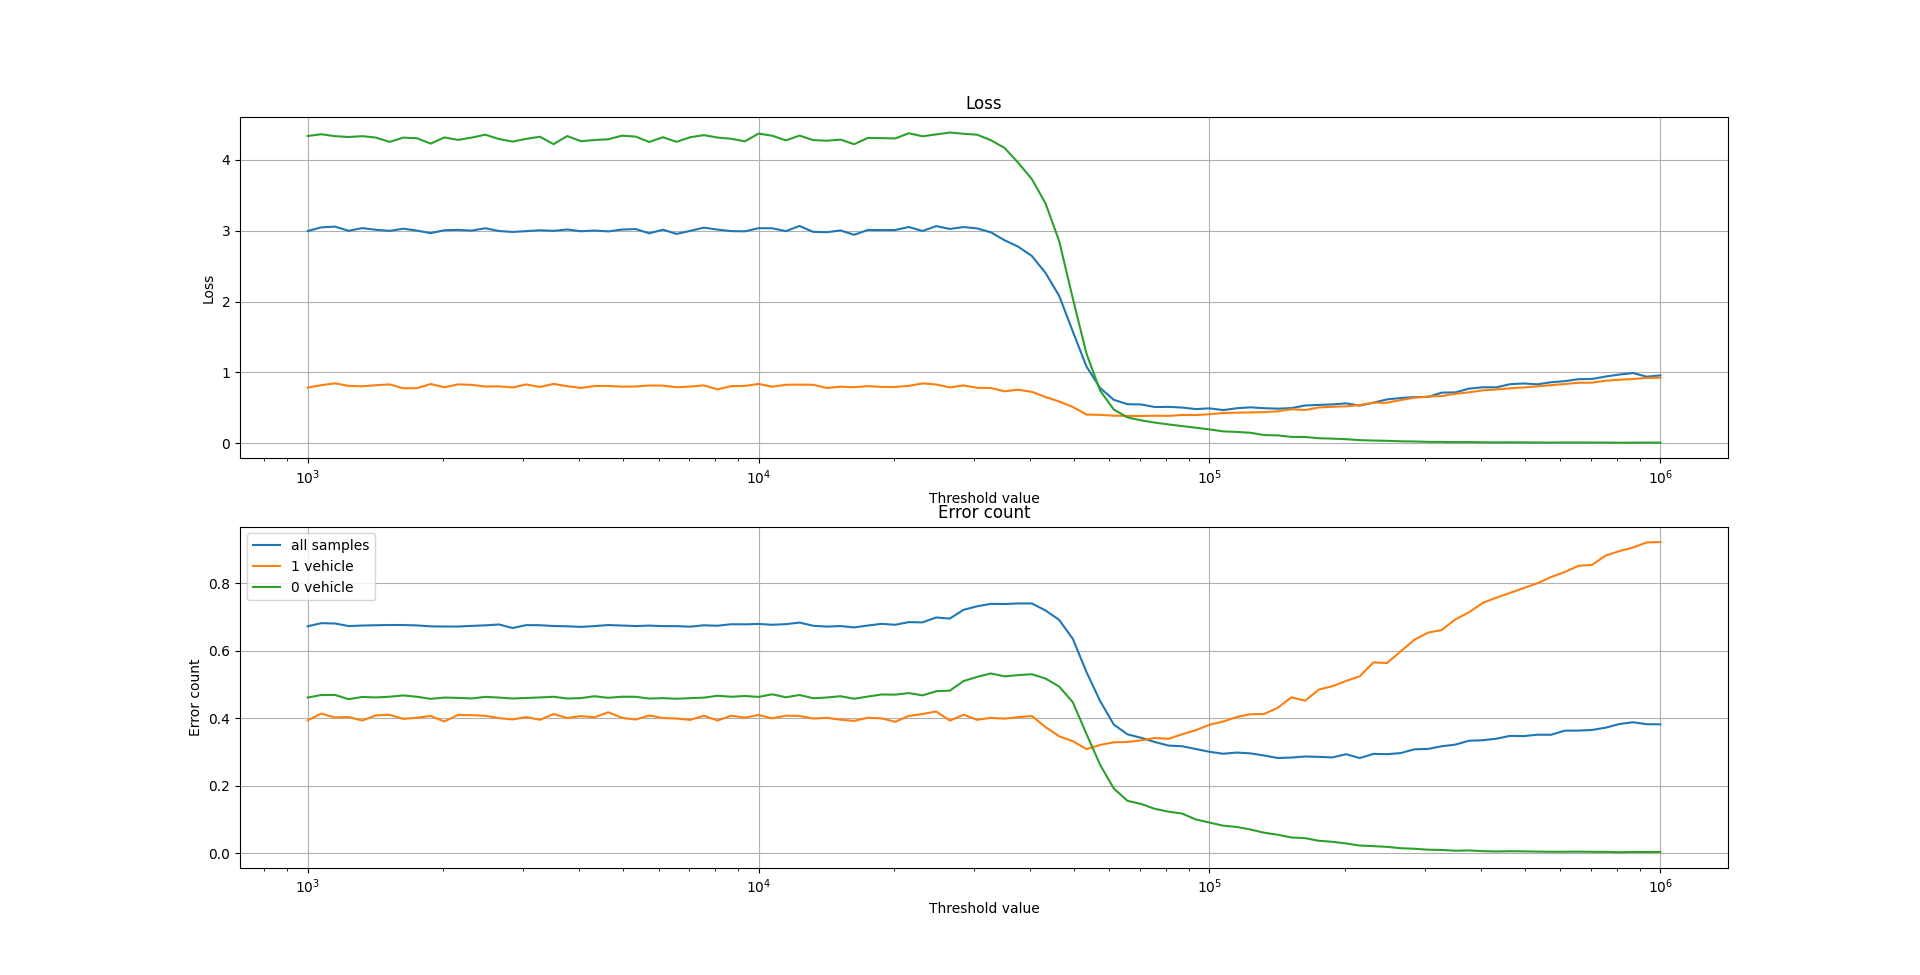 Loss
4
3
2
1
0
Loss
10³ 10⁴ 10⁵ 10⁶
Threshold value
Error count
all samples
1 vehicle
0 vehicle
0.8
0.6
0.4
0.2
0.0
Error count
10³ 10⁴ 10⁵ 10⁶
Threshold value